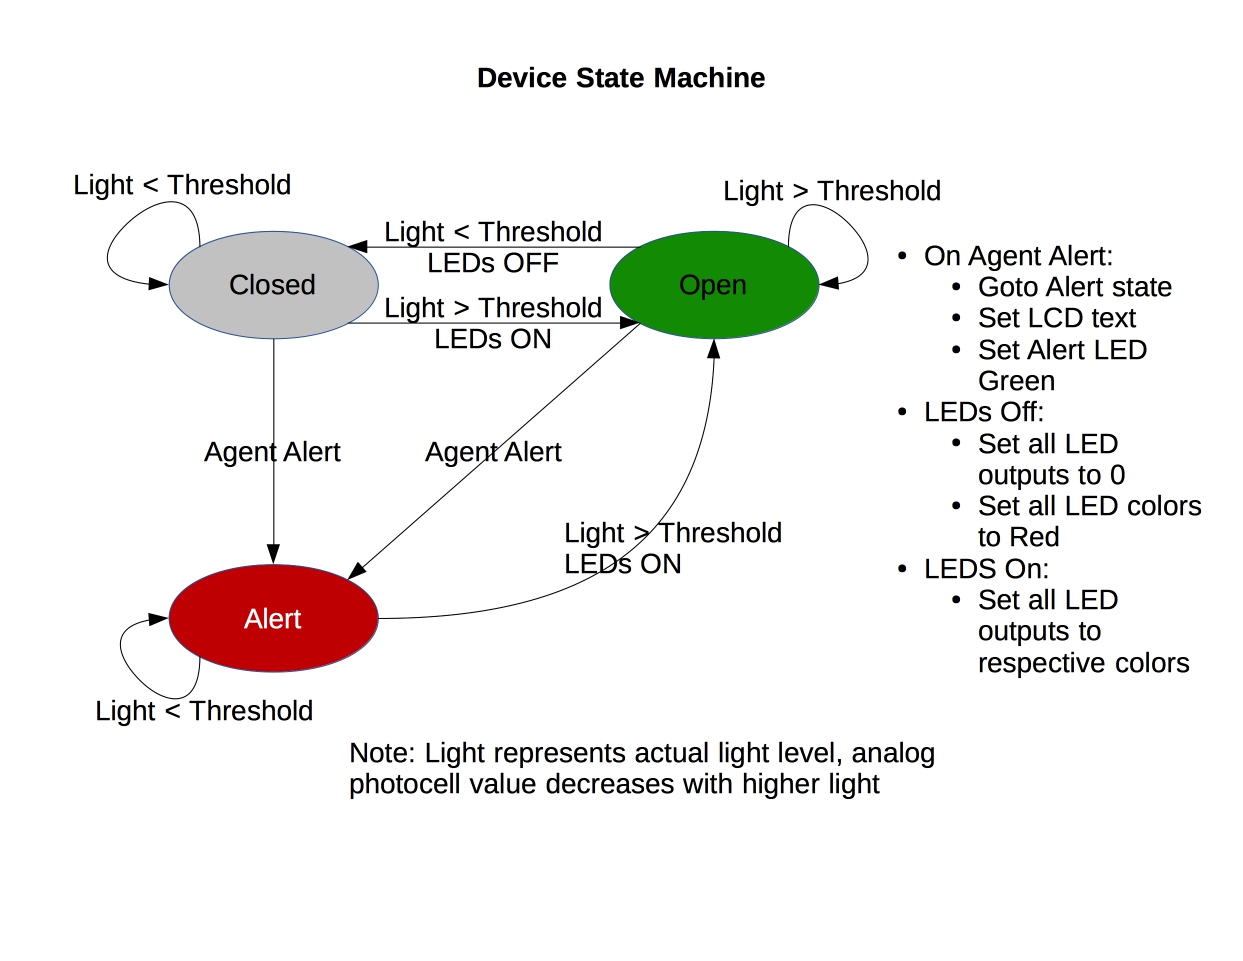 Device State Machine
Light < Threshold
Light > Threshold
Light < Threshold
LEDs OFF
Closed
Open
Light > Threshold
LEDs ON
Agent Alert
Agent Alert
Light > Threshold
LEDs ON
Alert
Light < Threshold
• On Agent Alert:
• Goto Alert state
• Set LCD text
• Set Alert LED
Green
• LEDs Off:
• Set all LED
outputs to 0
• Set all LED colors
to Red
• LEDS On:
• Set all LED
outputs to
respective colors
Note: Light represents actual light level, analog
photocell value decreases with higher light